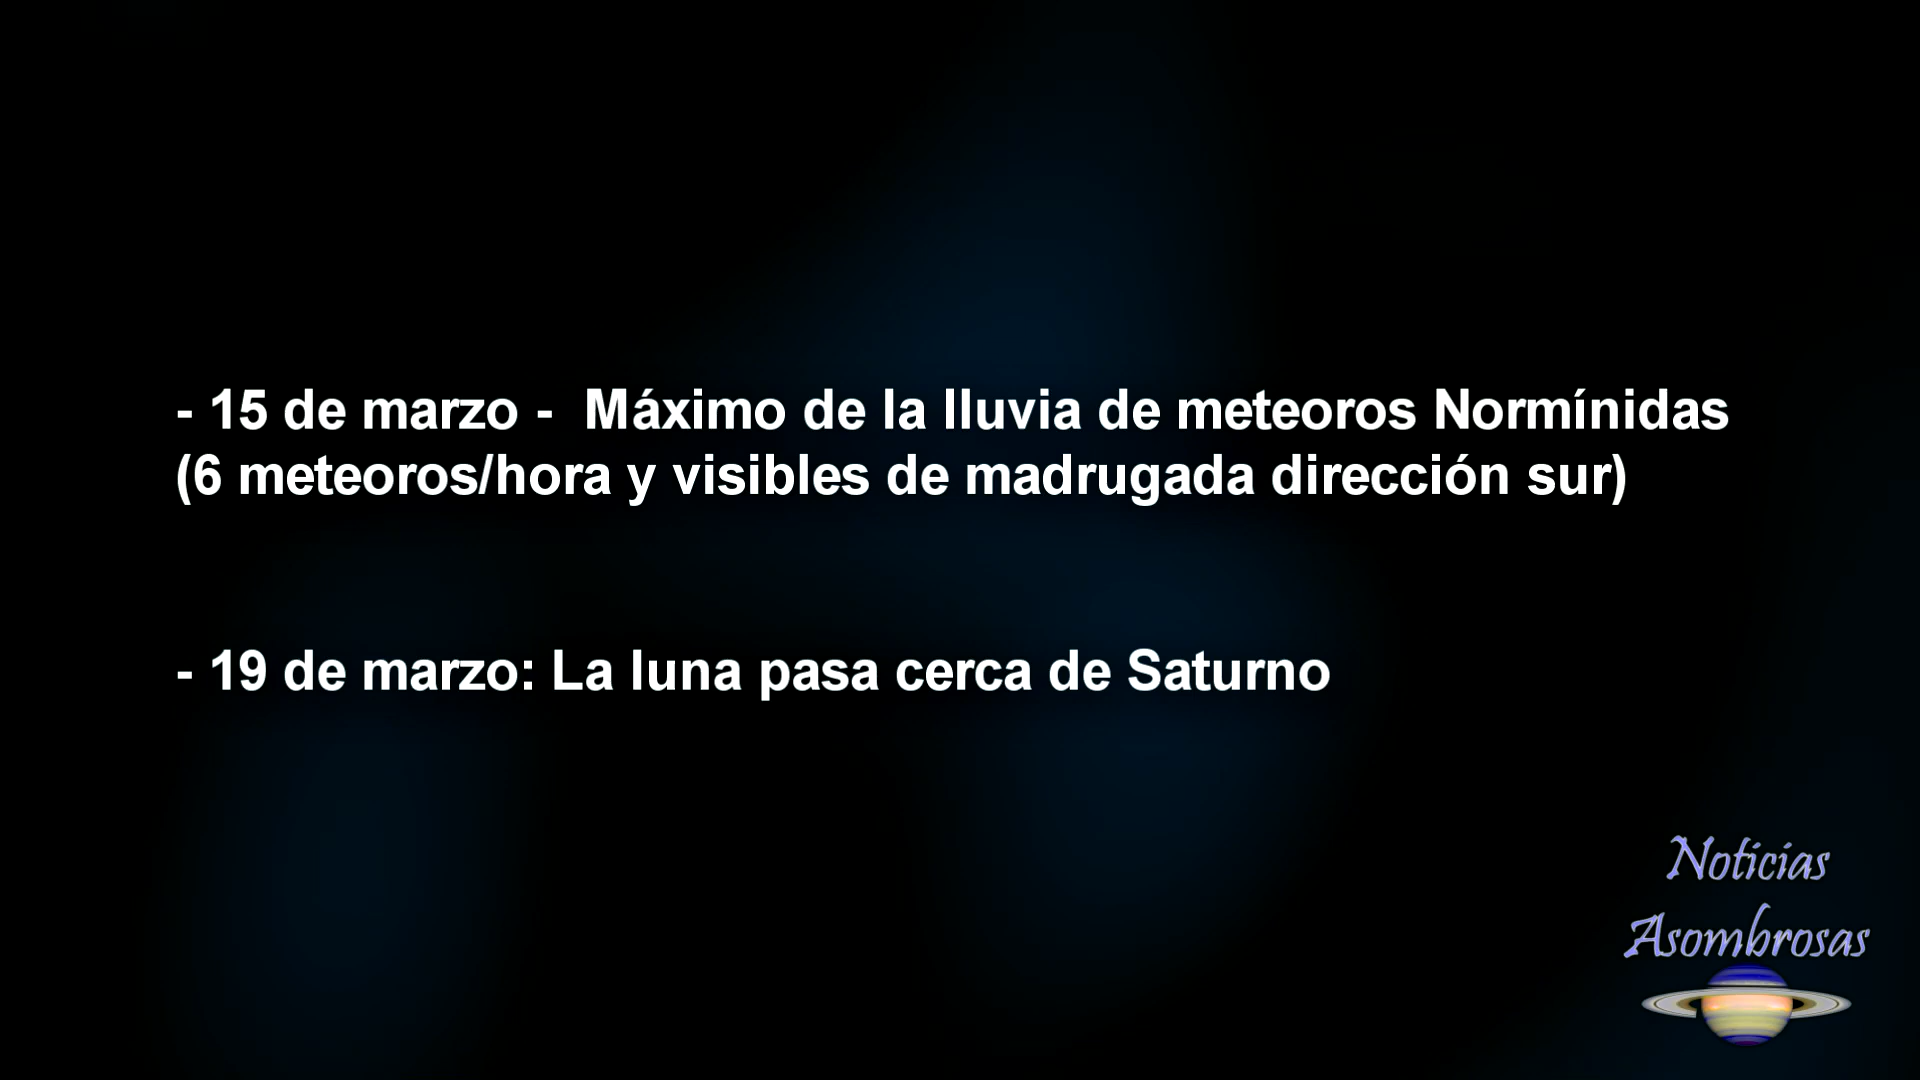 - 15 de marzo -  Máximo de la lluvia de meteoros Normínidas
(6 meteoros/hora y visibles de madrugada dirección sur)
- 19 de marzo: La luna pasa cerca de Saturno
Noticias
Asombrosas